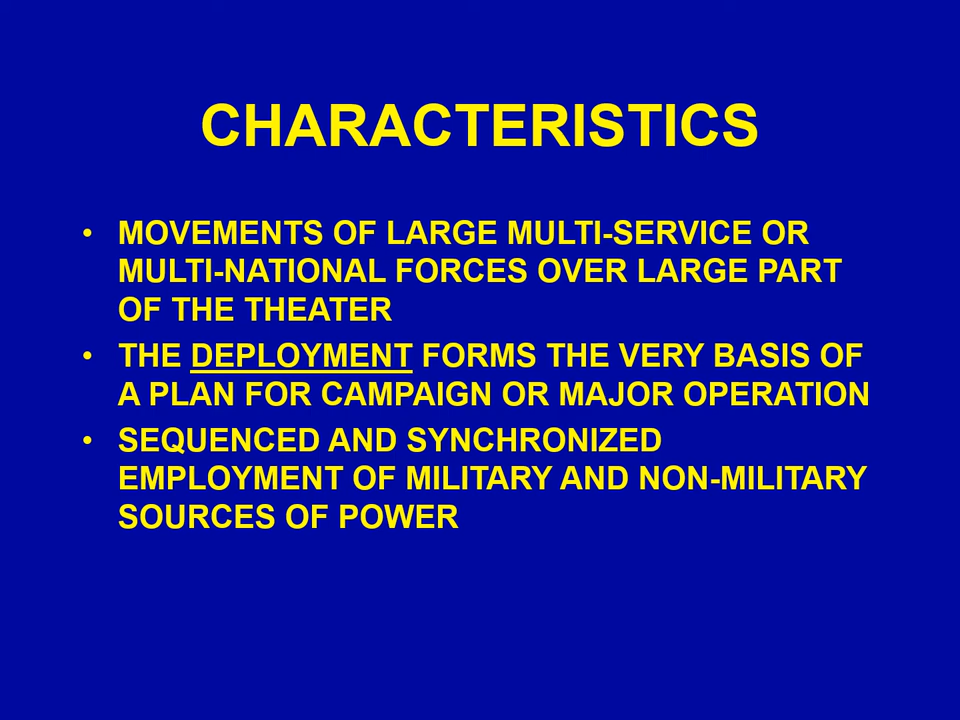 CHARACTERISTICS
• MOVEMENTS OF LARGE MULTI-SERVICE OR
MULTI-NATIONAL FORCES OVER LARGE PART
OF THE THEATER
• THE DEPLOYMENT FORMS THE VERY BASIS OF
A PLAN FOR CAMPAIGN OR MAJOR OPERATION
• SEQUENCED AND SYNCHRONIZED
EMPLOYMENT OF MILITARY AND NON-MILITARY
SOURCES OF POWER